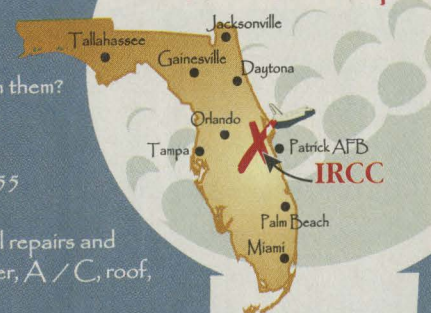 Jacksonville
Tallahassee
Gainesville
Daytona
n them?
Orlando
Tampa
Patrick AFB
IRCC
55
Palm Beach
l repairs and
Miami
er, A / C, roof,